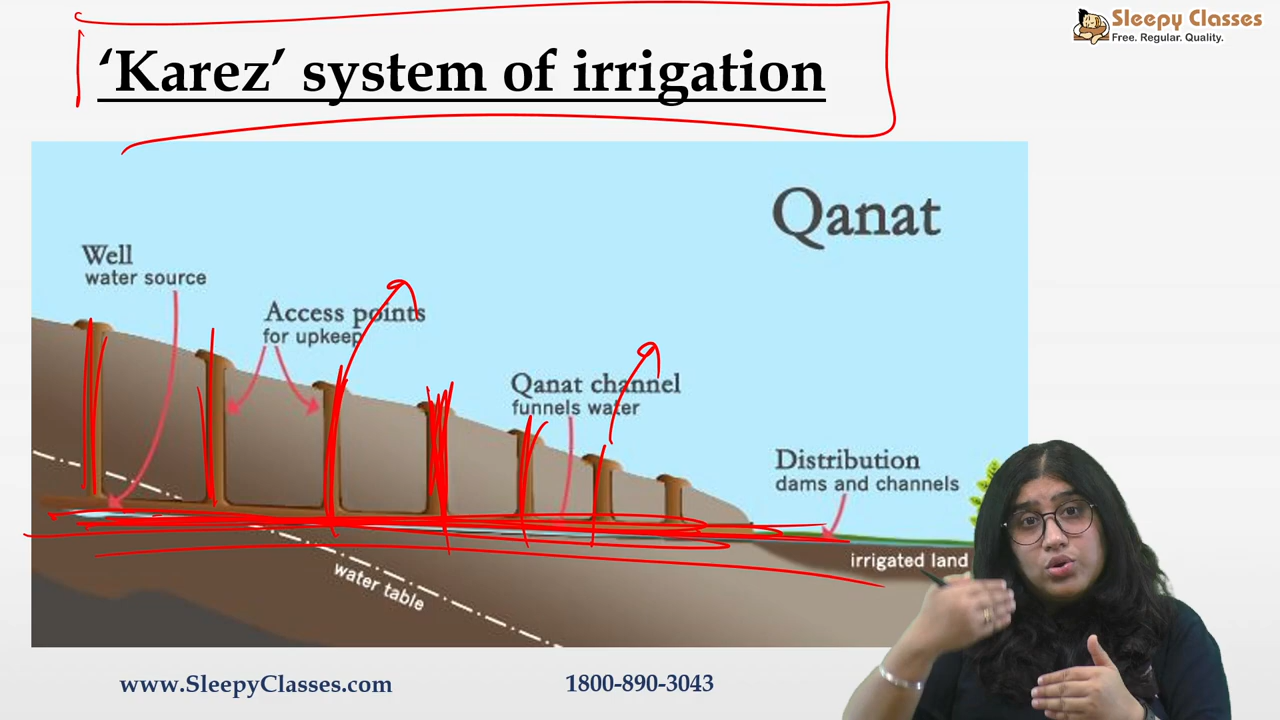 Sleepy Classes
Free. Regular. Quality.
‘Karez’ system of irrigation
Qanat
Well
water source
Access points
for upkeep
Qanat channel
funnels water
Distribution
dams and channels
irrigated land
water table
www.SleepyClasses.com
1800-890-3043